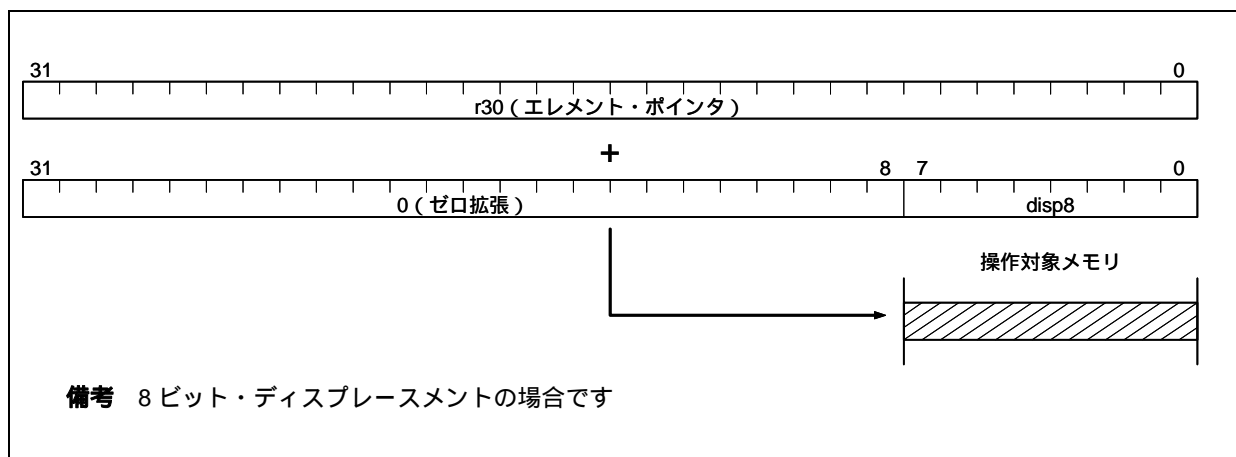 31 0
r30（エレメント・ポインタ）
+
31 8 7 0
0（ゼロ拡張） disp8
操作対象メモリ
備考 8ビット・ディスプレースメントの場合です